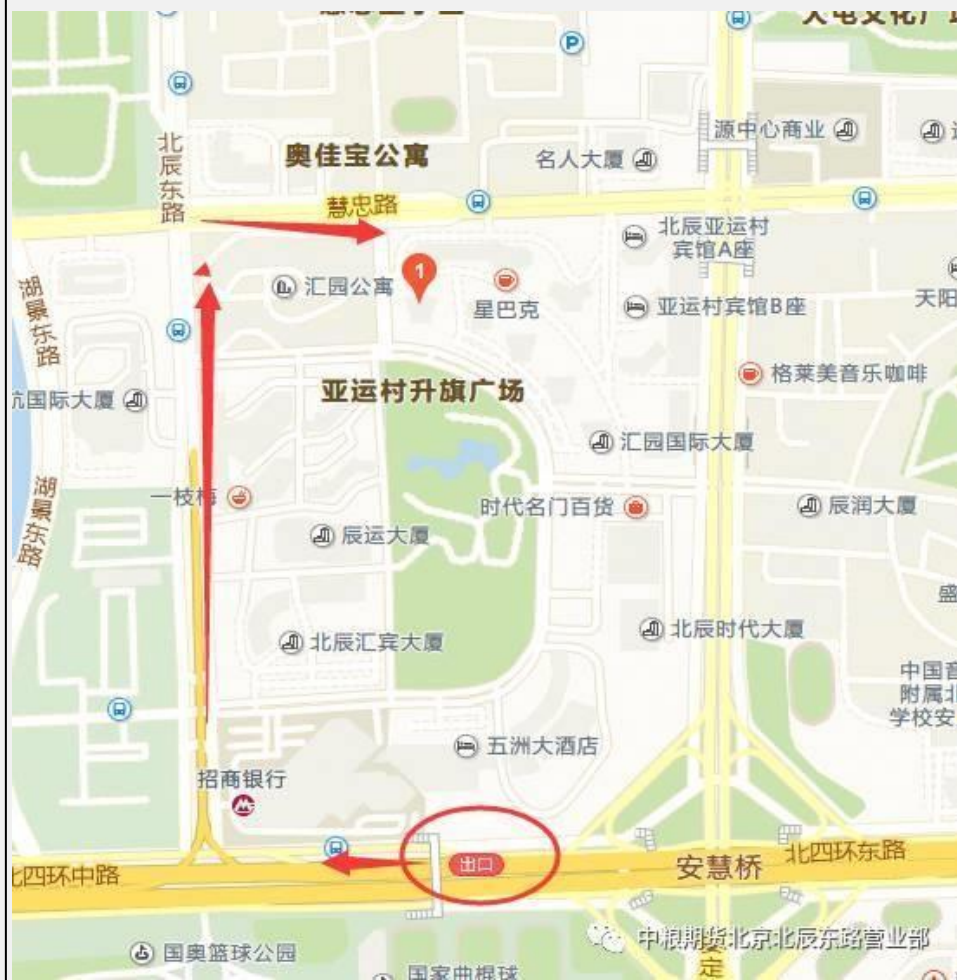 P
北辰东路
奥佳宝公寓
名人大厦
源中心商业
慧忠路
北辰亚运村
宾馆A座
1
汇园公寓
星巴克
亚运村宾馆B座
天阳
湖景东路
亚运村升旗广场
格莱美音乐咖啡
国际大厦
汇园国际大厦
湖景东路
一枝梅
时代名门百货
辰润大厦
辰运大厦
北辰汇宾大厦
北辰时代大厦
中国音
附属北
学校安
五洲大酒店
招商银行
出口
北四环东路
安慧桥
北四环中路
中粮期货北京北辰东路营业部
国奥篮球公园
国家曲棍球
定